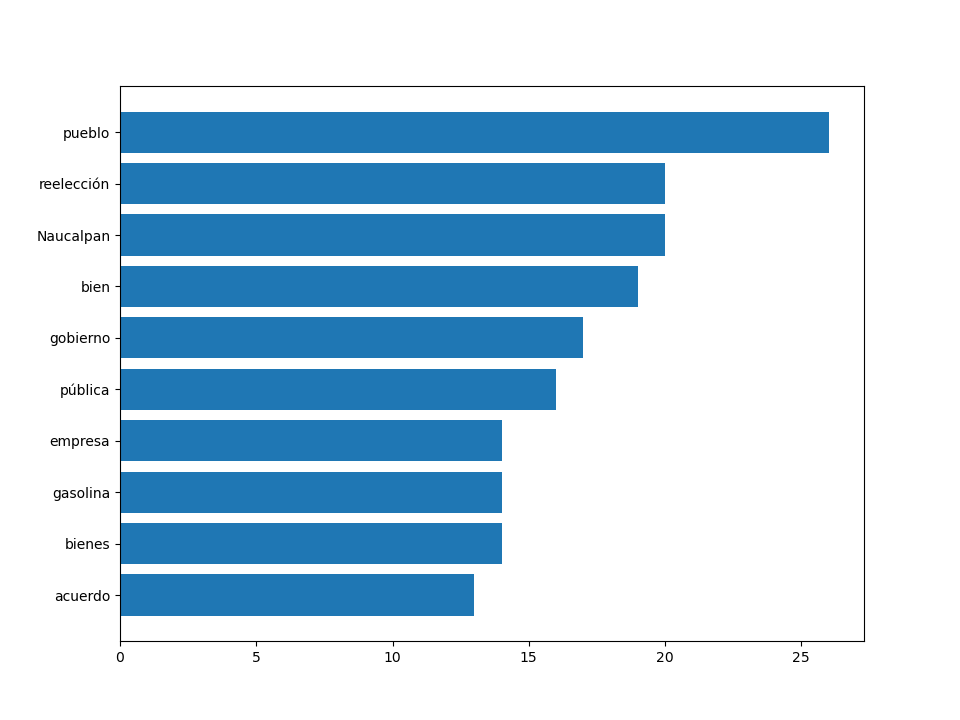 pueblo
reelección
Naucalpan
bien
gobierno
pública
empresa
gasolina
bienes
acuerdo
0 5 10 15 20 25